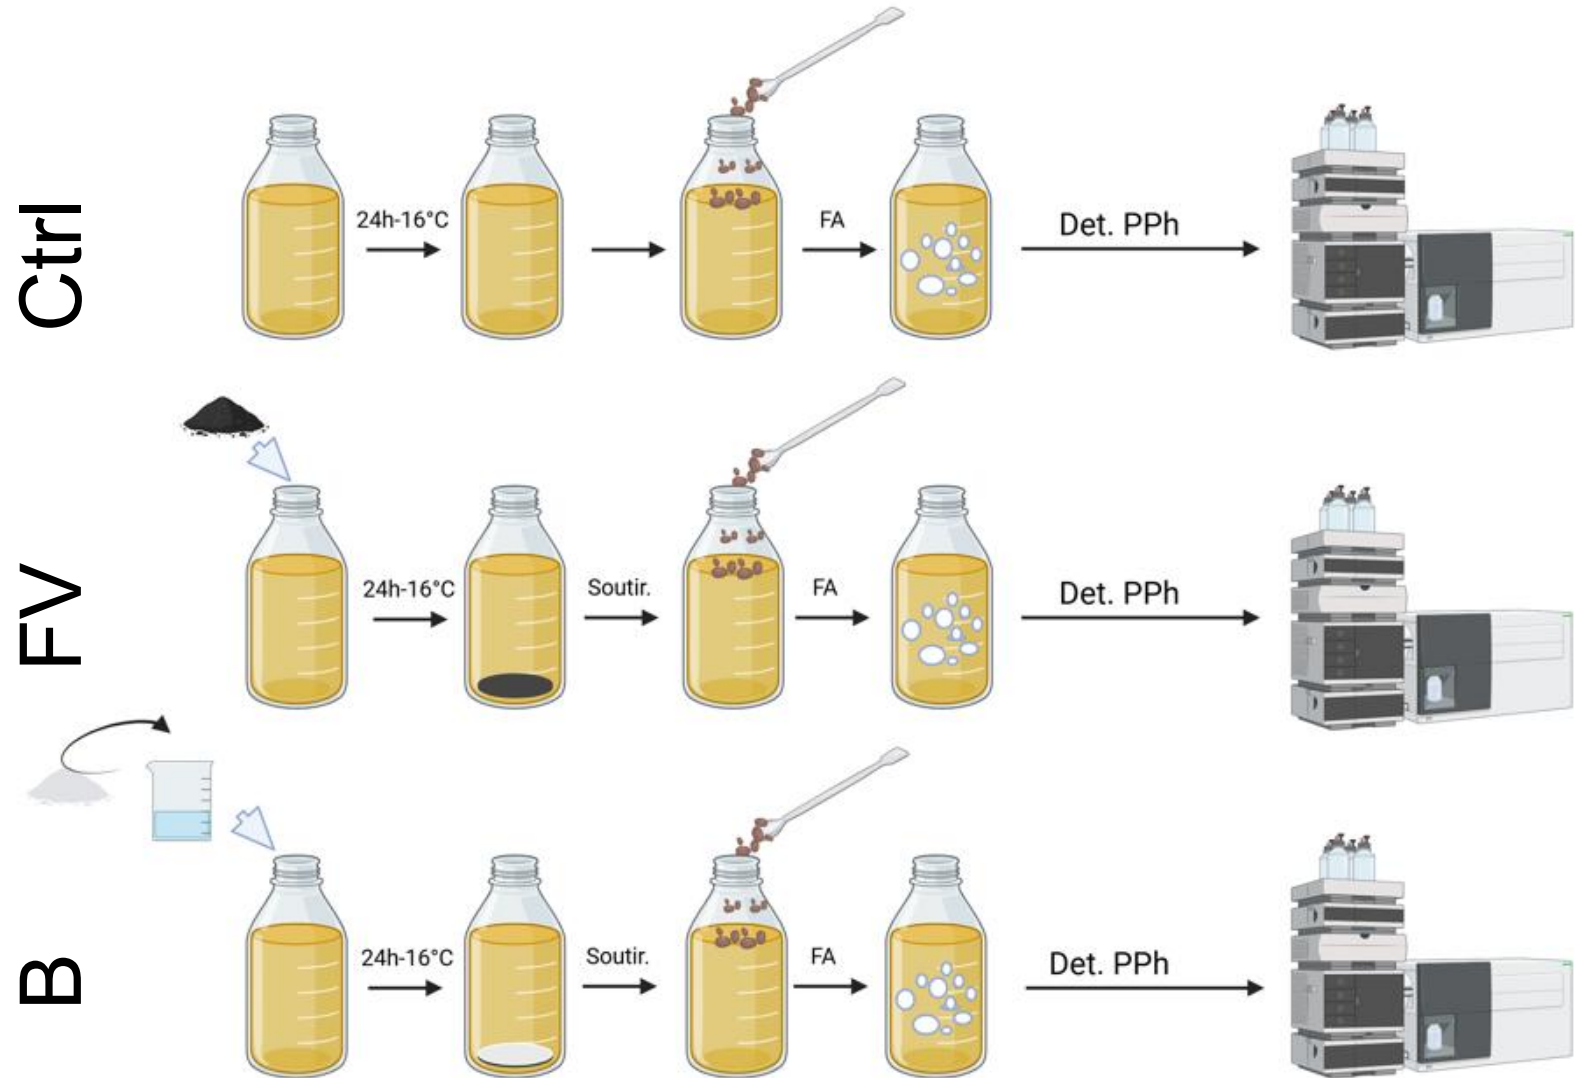 Ctrl
24h-16°C
FA
Det. PPh
FV
24h-16°C
Soutir.
FA
Det. PPh
B
24h-16°C
Soutir.
FA
Det. PPh